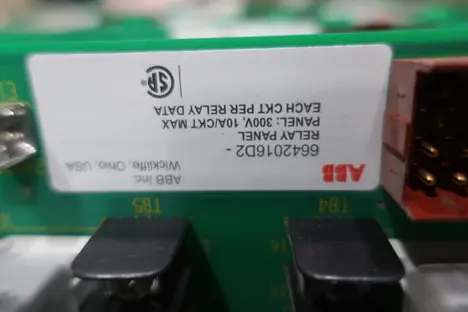 ABB
6642016D2-
RELAY PANEL
PANEL: 300V, 10A/CKT MAX
EACH CKT PER RELAY DATA
ABB Inc.
Wickliffe, Ohio, USA
TB4
TB5